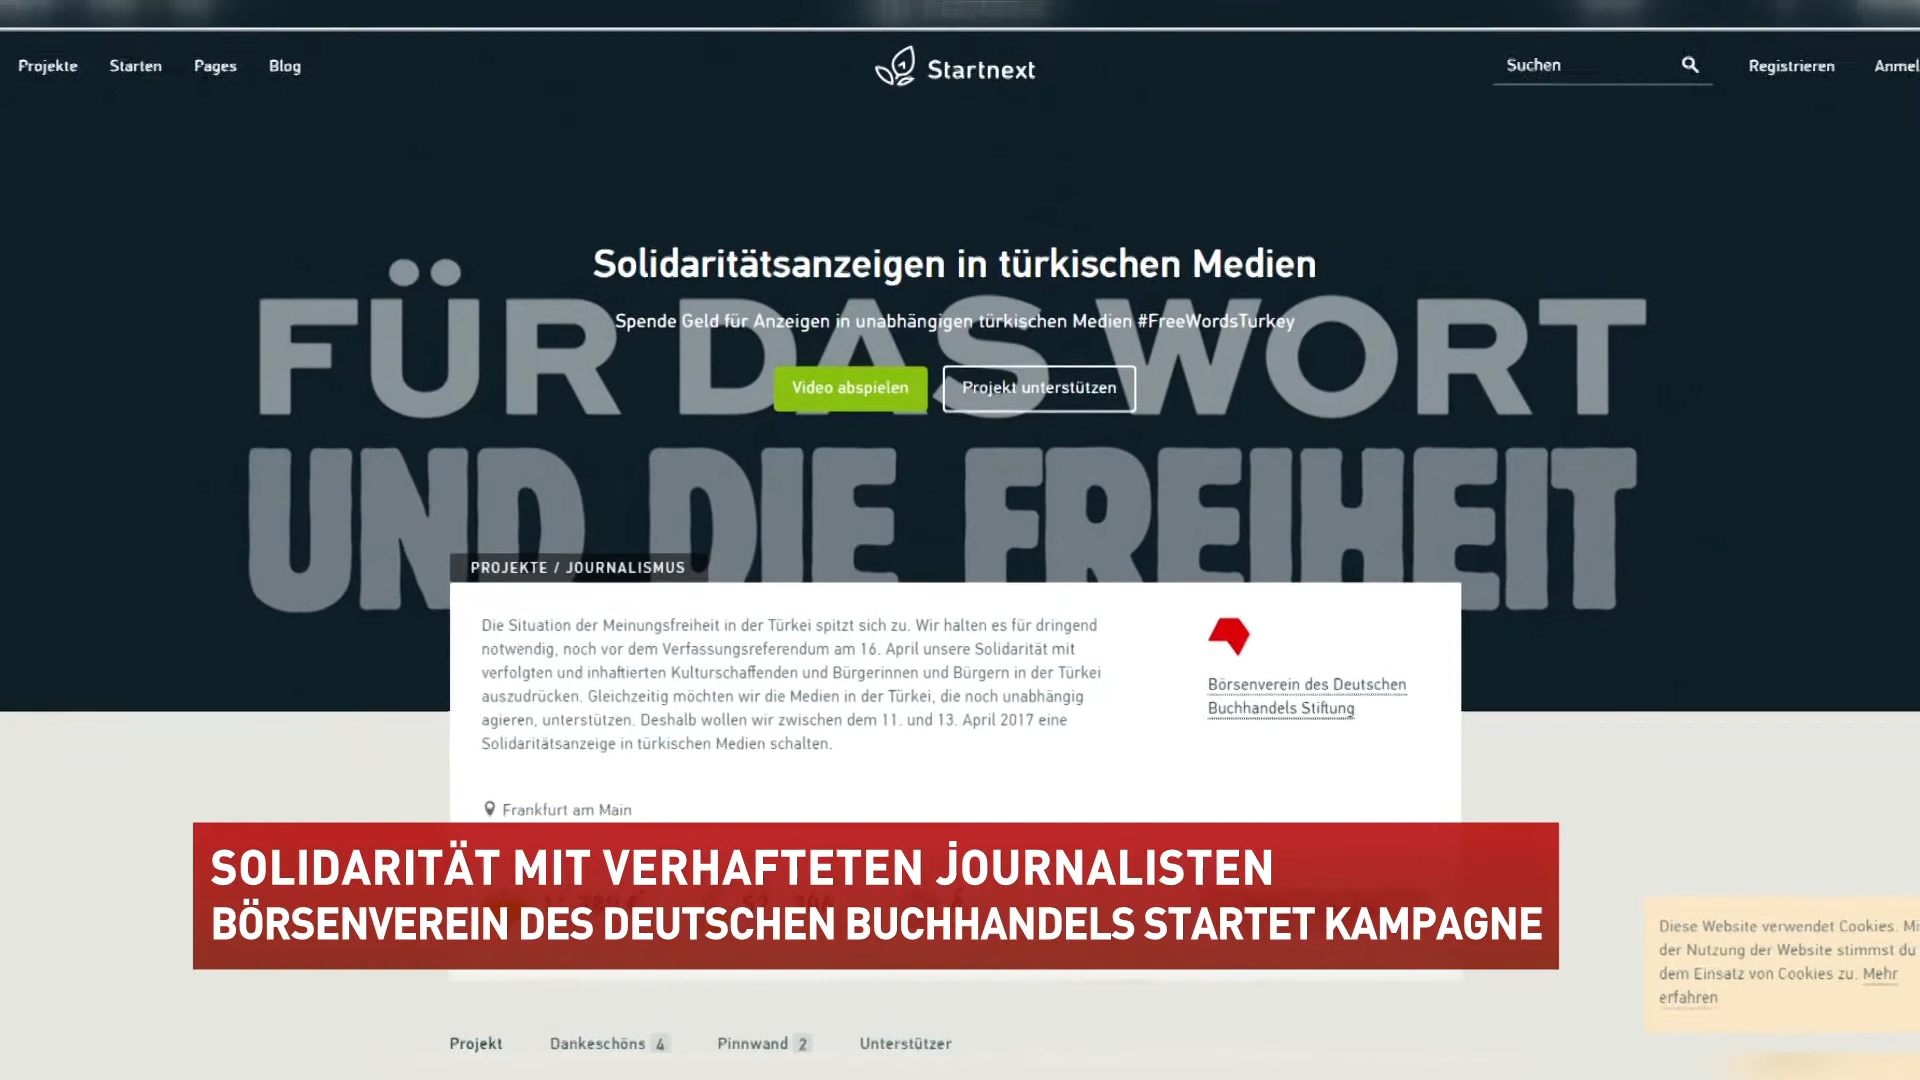 Projekte Starten Pages Blog Startnext Suchen Registrieren
Solidaritätsanzeigen in türkischen Medien
Spende Geld für Anzeigen in unabhängigen türkischen Medien #FreeWordsTurkey
Video abspielen Projekt unterstützen
FÜR DAS WORT
UND DIE FREIHEIT
PROJEKTE / JOURNALISMUS
Die Situation der Meinungsfreiheit in der Türkei spitzt sich zu. Wir halten es für dringend
notwendig, noch vor dem Verfassungsreferendum am 16. April unsere Solidarität mit
verfolgten und inhaftierten Kulturschaffenden und Bürgerinnen und Bürgern in der Türkei
auszudrücken. Gleichzeitig möchten wir die Medien in der Türkei, die noch unabhängig
agieren, unterstützen. Deshalb wollen wir zwischen dem 11. und 13. April 2017 eine
Solidaritätsanzeige in türkischen Medien schalten.
Börsenverein des Deutschen
Buchhandels Stiftung
Frankfurt am Main
SOLIDARITÄT MIT VERHAFTETEN JOURNALISTEN
BÖRSENVEREIN DES DEUTSCHEN BUCHHANDELS STARTET KAMPAGNE
Diese Website verwendet Cookies.
der Nutzung der Website stimmst du
dem Einsatz von Cookies zu. Mehr
erfahren
Projekt Dankeschöns 4 Pinnwand 2 Unterstützer